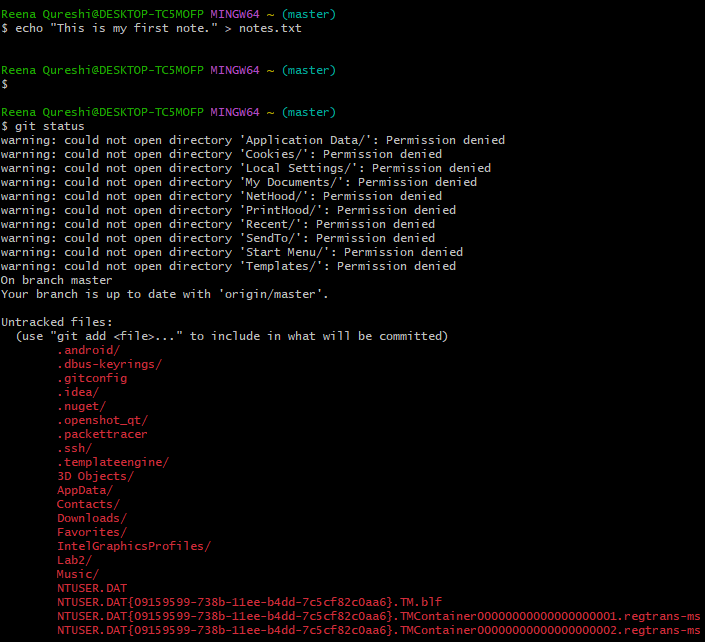 Reena Qureshi@DESKTOP-TC5MOFP MINGW64 ~ (master)
$ echo "This is my first note." > notes.txt
Reena Qureshi@DESKTOP-TC5MOFP MINGW64 ~ (master)
$
Reena Qureshi@DESKTOP-TC5MOFP MINGW64 ~ (master)
$ git status
warning: could not open directory 'Application Data/': Permission denied
warning: could not open directory 'Cookies/': Permission denied
warning: could not open directory 'Local Settings/': Permission denied
warning: could not open directory 'My Documents/': Permission denied
warning: could not open directory 'NetHood/': Permission denied
warning: could not open directory 'PrintHood/': Permission denied
warning: could not open directory 'Recent/': Permission denied
warning: could not open directory 'SendTo/': Permission denied
warning: could not open directory 'Start Menu/': Permission denied
warning: could not open directory 'Templates/': Permission denied
On branch master
Your branch is up to date with 'origin/master'.
Untracked files:
  (use "git add <file>..." to include in what will be committed)
        .android/
        .dbus-keyrings/
        .gitconfig
        .idea/
        .nuget/
        .openshot_qt/
        .packettracer
        .ssh/
        .templateengine/
        3D Objects/
        AppData/
        Contacts/
        Downloads/
        Favorites/
        IntelGraphicsProfiles/
        Lab2/
        Music/
        NTUSER.DAT
        NTUSER.DAT{09159599-738b-11ee-b4dd-7c5cf82c0aa6}.TM.blf
        NTUSER.DAT{09159599-738b-11ee-b4dd-7c5cf82c0aa6}.TMContainer00000000000000000001.regtrans-ms
        NTUSER.DAT{09159599-738b-11ee-b4dd-7c5cf82c0aa6}.TMContainer00000000000000000002.regtrans-ms